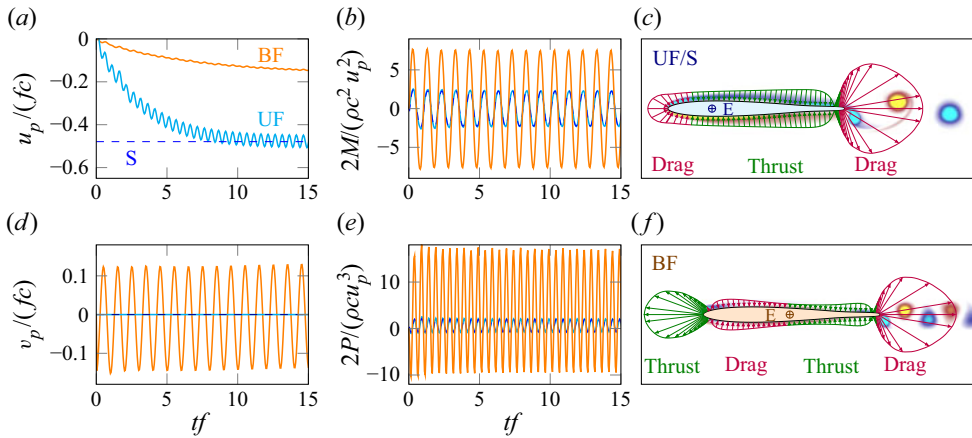 (a)
u_p/(fc)
0
−0.2
−0.4
−0.6
BF
UF
S
0 5 10 15
(b)
2M/(ρc² u_p²)
5
0
−5
0 5 10 15
(c)
UF/S
E
Drag Thrust Drag
(d)
v_p/(fc)
0.1
0
−0.1
0 5 10 15
tf
(e)
2P/(ρcu_p³)
10
0
−10
0 5 10 15
tf
(f)
BF
E
Thrust Drag Thrust Drag